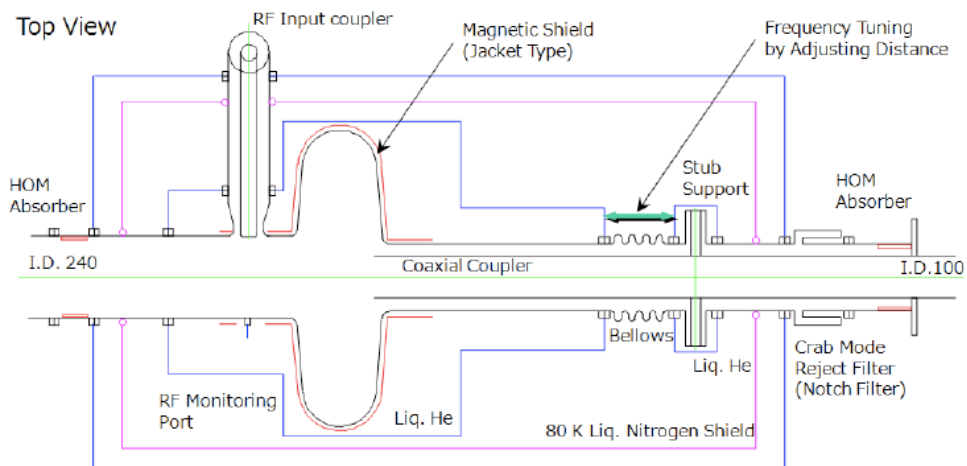 Top View
RF Input coupler
Magnetic Shield
(Jacket Type)
Frequency Tuning
by Adjusting Distance
HOM
Absorber
Stub
Support
HOM
Absorber
I.D. 240
Coaxial Coupler
I.D.100
Bellows
RF Monitoring
Port
Liq. He
Liq. He
Crab Mode
Reject Filter
(Notch Filter)
80 K Liq. Nitrogen Shield